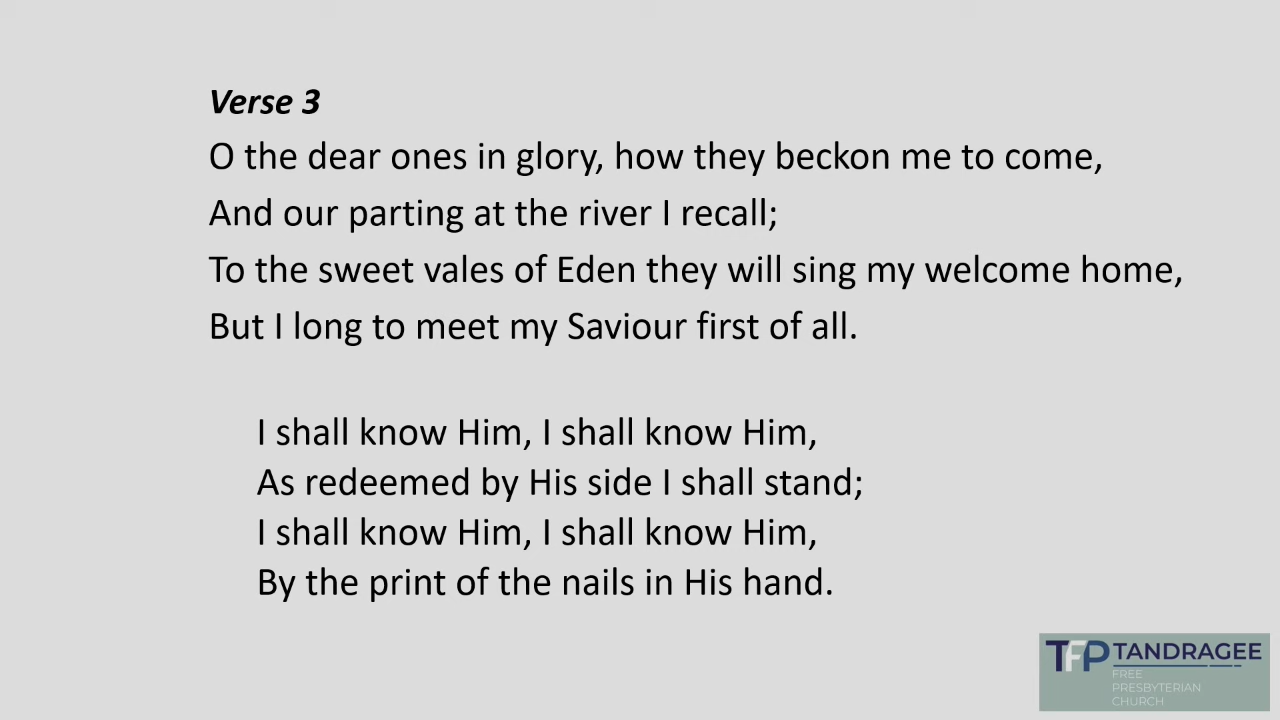 Verse 3
O the dear ones in glory, how they beckon me to come,
And our parting at the river I recall;
To the sweet vales of Eden they will sing my welcome home,
But I long to meet my Saviour first of all.
I shall know Him, I shall know Him,
As redeemed by His side I shall stand;
I shall know Him, I shall know Him,
By the print of the nails in His hand.
TFP TANDRAGEE
FREE
PRESBYTERIAN
CHURCH